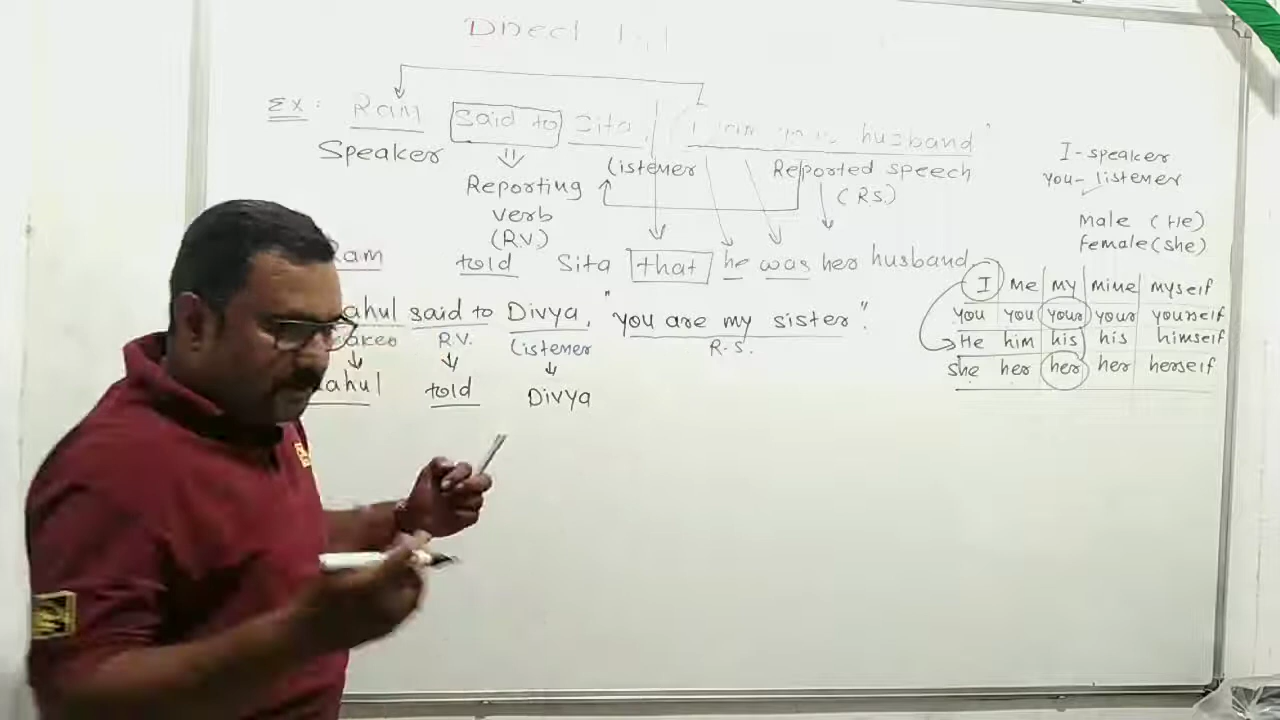 Direct
Ex: Ram said to Sita, "I am your husband"
Speaker Listener Reported speech
Reporting (R.S.)
verb
(R.V.)
Ram told Sita that he was her husband
ahul said to Divya, "you are my sister".
R.V. Listener R.S.
ahul told Divya
I-speaker
you- listener
Male (He)
female(she)
I me my mine myself
you you your your yourself
He him his his himself
she her her her herself